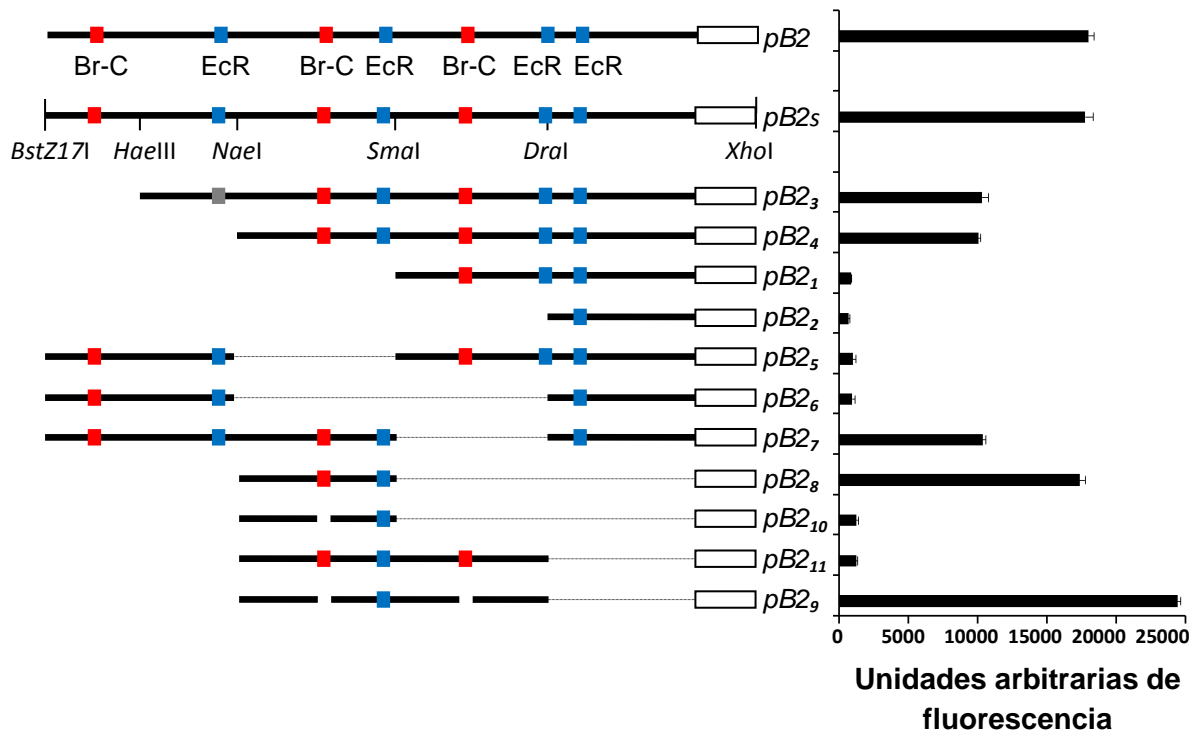 pB2
Br-C EcR Br-C EcR Br-C EcR EcR
pB2s
BstZ17I HaeIII NaeI SmaI DraI XhoI
pB2₃
pB2₄
pB2₁
pB2₂
pB2₅
pB2₆
pB2₇
pB2₈
pB2₁₀
pB2₁₁
pB2₉
0 5000 10000 15000 20000 25000
Unidades arbitrarias de
fluorescencia